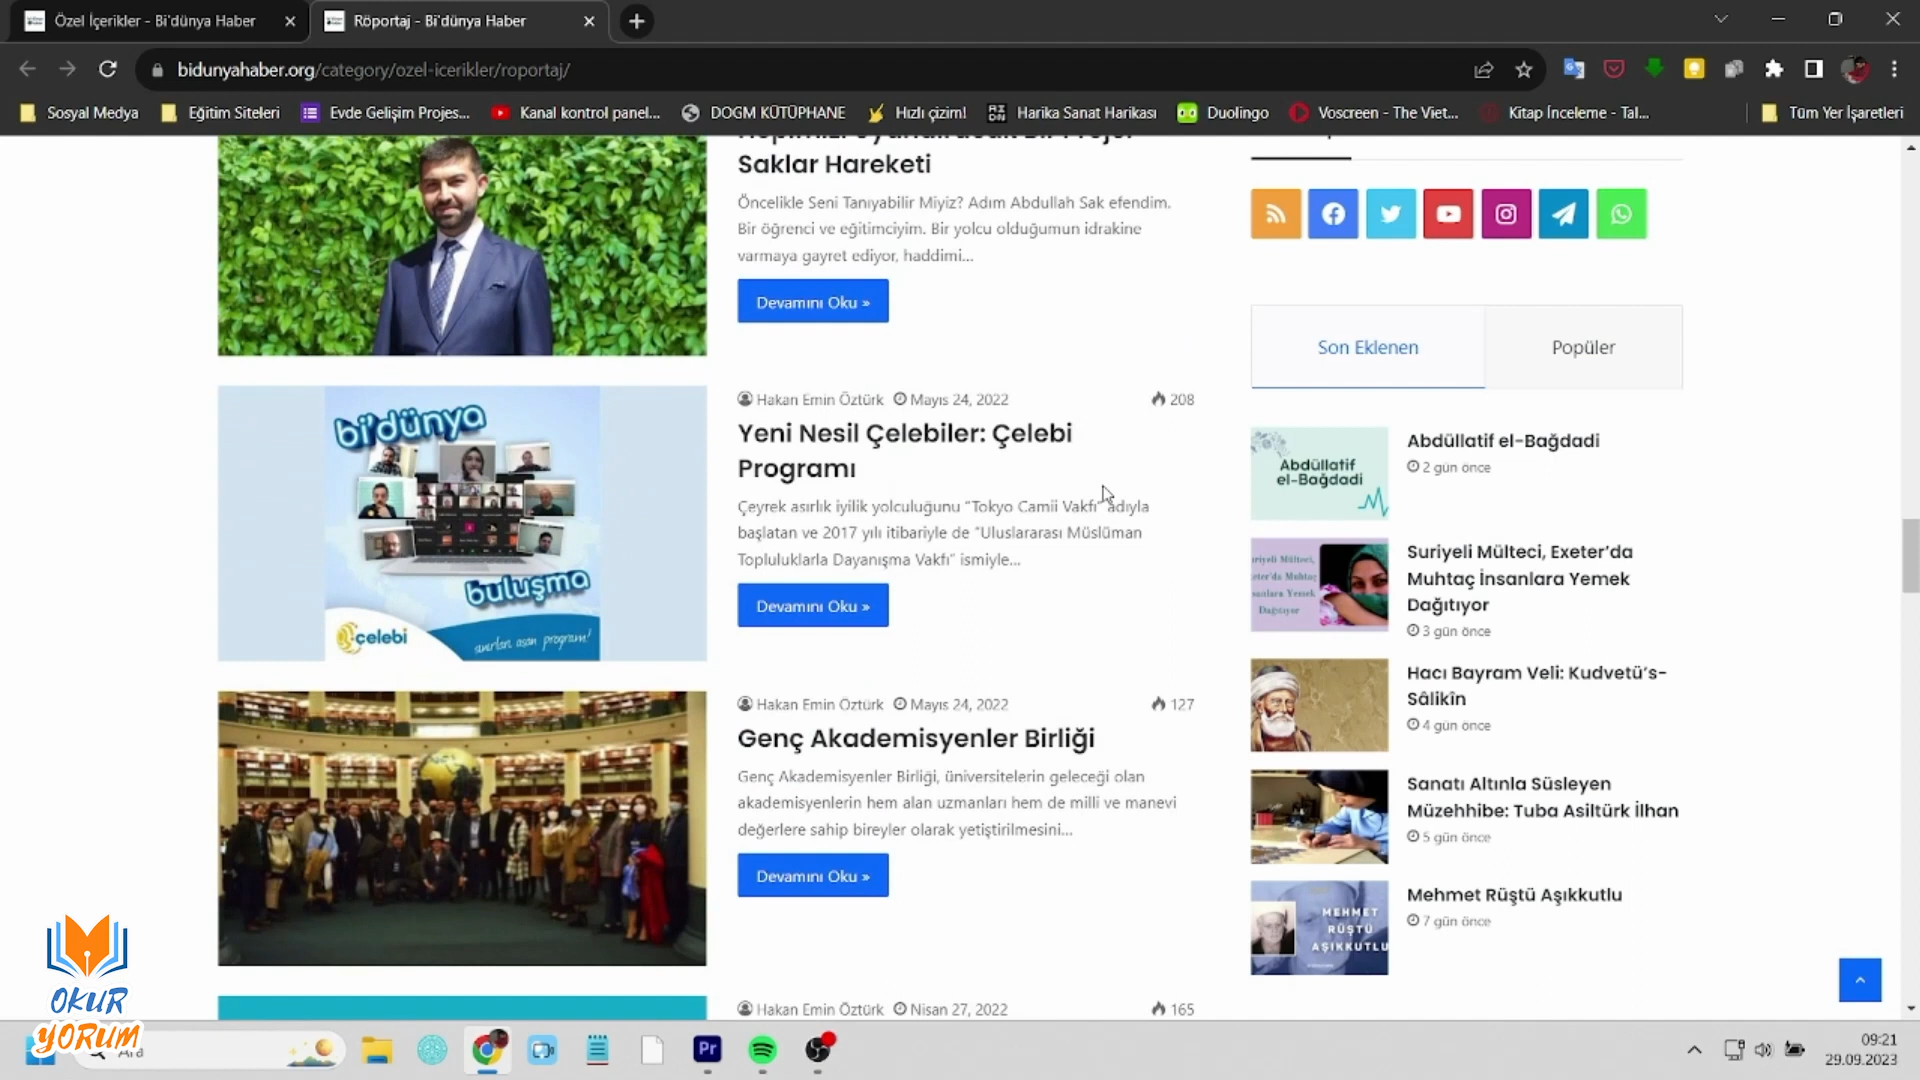 Özel İçerikler - Bi'dünya Haber
Röportaj - Bi'dünya Haber
bidunyahaber.org/category/ozel-icerikler/roportaj/
Sosyal Medya
Eğitim Siteleri
Evde Gelişim Projes...
Kanal kontrol panel...
DOGM KÜTÜPHANE
Hızlı çizim!
Harika Sanat Harikası
Duolingo
Voscreen - The Viet...
Kitap İnceleme - Tal...
Tüm Yer İşaretleri
Saklar Hareketi
Öncelikle Seni Tanıyabilir Miyiz? Adım Abdullah Sak efendim.
Bir öğrenci ve eğitimciyim. Bir yolcu olduğumun idrakine
varmaya gayret ediyor, haddimi...
Devamını Oku »
bi'dünya
buluşma
çelebi
sınırları aşan program!
Hakan Emin Öztürk Mayıs 24, 2022 208
Yeni Nesil Çelebiler: Çelebi
Programı
Çeyrek asırlık iyilik yolculuğunu “Tokyo Camii Vakfı” adıyla
başlatan ve 2017 yılı itibariyle de “Uluslararası Müslüman
Topluluklarla Dayanışma Vakfı” ismiyle...
Devamını Oku »
Hakan Emin Öztürk Mayıs 24, 2022 127
Genç Akademisyenler Birliği
Genç Akademisyenler Birliği, üniversitelerin geleceği olan
akademisyenlerin hem alan uzmanları hem de milli ve manevi
değerlere sahip bireyler olarak yetiştirilmesini...
Devamını Oku »
Hakan Emin Öztürk Nisan 27, 2022 165
Son Eklenen
Popüler
Abdüllatif
el-Bağdadi
Abdüllatif el-Bağdadi
2 gün önce
Suriyeli Mülteci, Exeter’da
Muhtaç İnsanlara Yemek
Dağıtıyor
3 gün önce
Hacı Bayram Veli: Kudvetü’s-
Sâlikîn
4 gün önce
Sanatı Altınla Süsleyen
Müzehhibe: Tuba Asiltürk İlhan
5 gün önce
MEHMET
RÜŞTÜ
AŞIKKUTLU
Mehmet Rüştü Aşıkkutlu
7 gün önce
OKUR
YORUM
Ara
Pr
09:21
29.09.2023